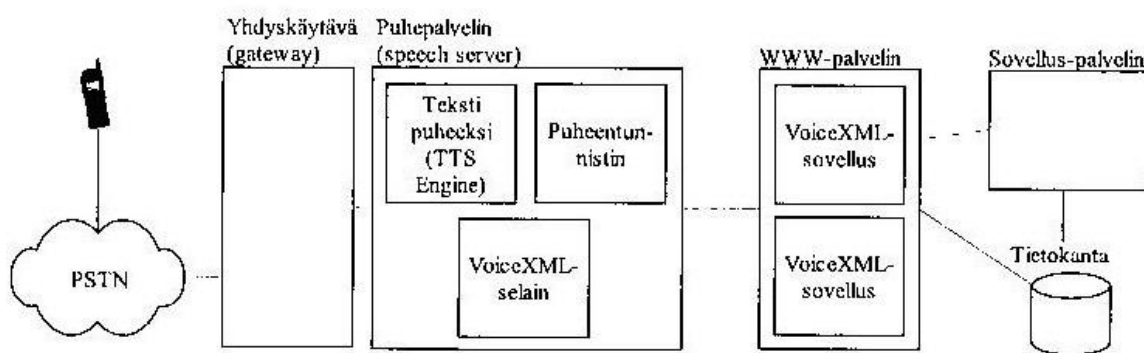 Yhdyskäytävä
(gateway)
Puhepalvelin
(speech server)
WWW-palvelin
Sovellus-palvelin
Teksti
puheeksi
(TTS
Engine)
Puheentun-
nistin
VoiceXML-
sovellus
PSTN
VoiceXML-
selain
VoiceXML-
sovellus
Tietokanta